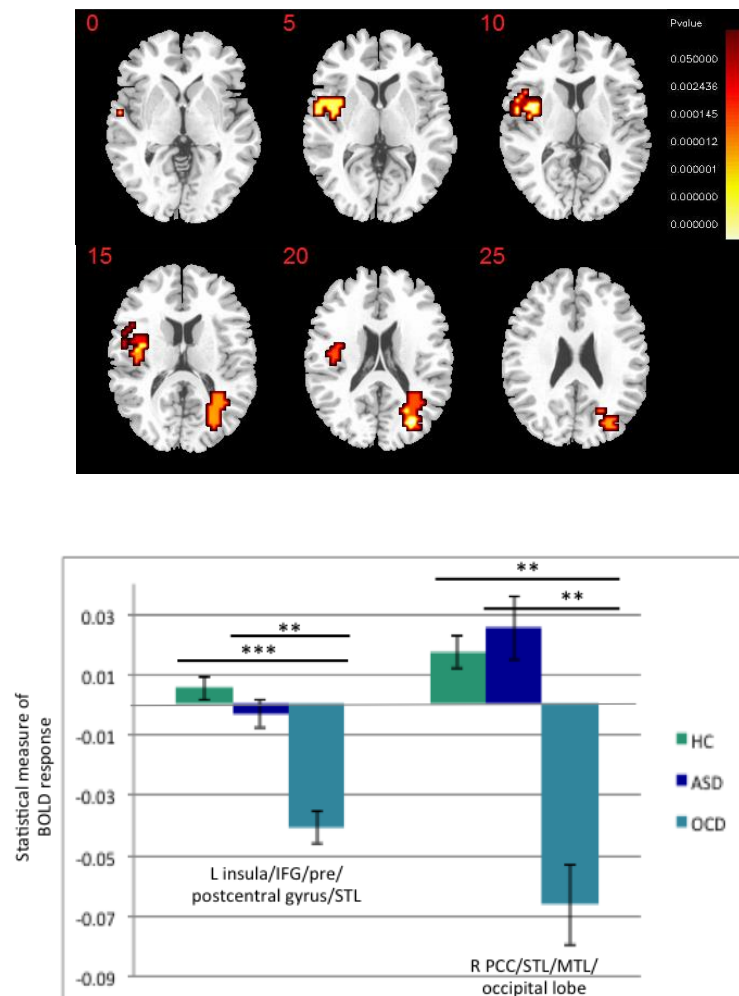 0
5
10
Pvalue
0.050000
0.002436
0.000145
0.000012
0.000001
0.000000
0.000000
15
20
25
**
**
**
***
0.03
0.01
-0.01
-0.03
-0.05
-0.07
-0.09
Statistical measure of
BOLD response
L insula/IFG/pre/
postcentral gyrus/STL
R PCC/STL/MTL/
occipital lobe
HC
ASD
OCD